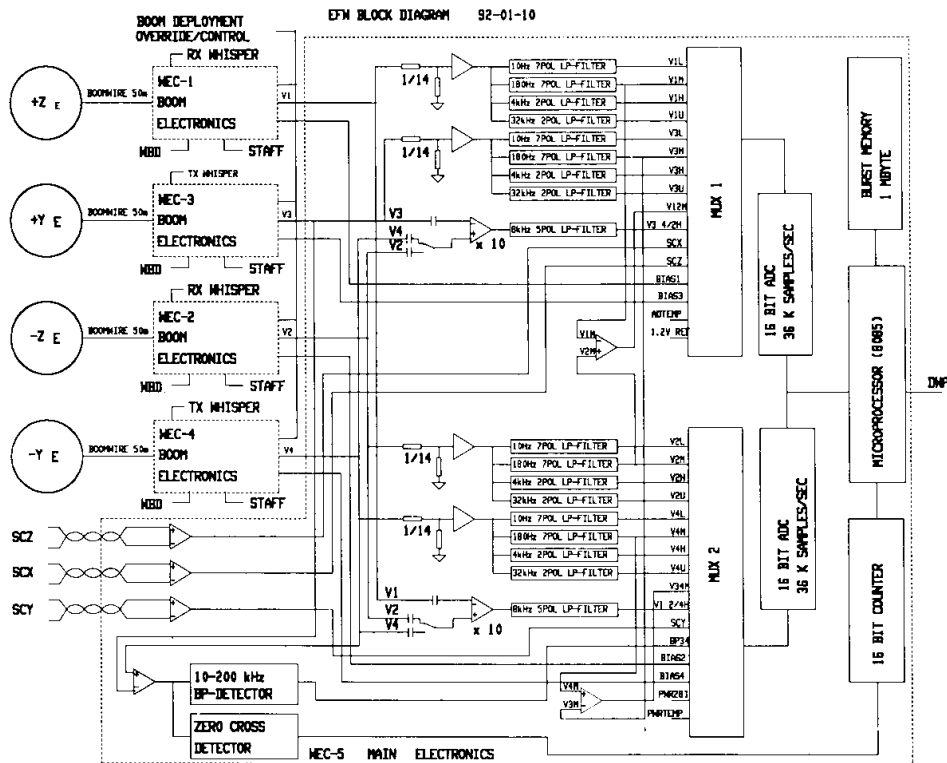 EFW BLOCK DIAGRAM 92-01-10
BOOM DEPLOYMENT
OVERRIDE/CONTROL
RX WHISPER
+Z E
BOOMWIRE 50m
WEC-1
BOOM
ELECTRONICS
V1
WBD
STAFF
TX WHISPER
+Y E
BOOMWIRE 50m
WEC-3
BOOM
ELECTRONICS
V3
WBD
STAFF
RX WHISPER
-Z E
BOOMWIRE 50m
WEC-2
BOOM
ELECTRONICS
V2
WBD
STAFF
TX WHISPER
-Y E
BOOMWIRE 50m
WEC-4
BOOM
ELECTRONICS
V4
WBD
STAFF
SCZ
SCX
SCY
10-200 kHz
BP-DETECTOR
ZERO CROSS
DETECTOR
WEC-5 MAIN ELECTRONICS
1/14
10Hz 7POL LP-FILTER
180Hz 7POL LP-FILTER
4kHz 2POL LP-FILTER
32kHz 2POL LP-FILTER
1/14
10Hz 7POL LP-FILTER
180Hz 7POL LP-FILTER
4kHz 2POL LP-FILTER
32kHz 2POL LP-FILTER
V3
V4
V2
x 10
8kHz 5POL LP-FILTER
V1M
V2M
V1L
V1M
V1H
V1U
V3L
V3M
V3H
V3U
V12M
V3 4/2H
SCX
SCZ
BIAS1
BIAS3
ADTEMP
1.2V REF
MUX 1
1/14
10Hz 7POL LP-FILTER
180Hz 7POL LP-FILTER
4kHz 2POL LP-FILTER
32kHz 2POL LP-FILTER
1/14
10Hz 7POL LP-FILTER
180Hz 7POL LP-FILTER
4kHz 2POL LP-FILTER
32kHz 2POL LP-FILTER
V1
V2
V4
x 10
8kHz 5POL LP-FILTER
V4M
V3M
V2L
V2M
V2H
V2U
V4L
V4M
V4H
V4U
V34M
V1 2/4H
SCY
BP34
BIAS2
BIAS4
PWR28I
PWRTEMP
MUX 2
16 BIT ADC
36 K SAMPLES/SEC
16 BIT ADC
36 K SAMPLES/SEC
BURST MEMORY
1 MBYTE
MICROPROCESSOR (8085)
DWP
16 BIT COUNTER